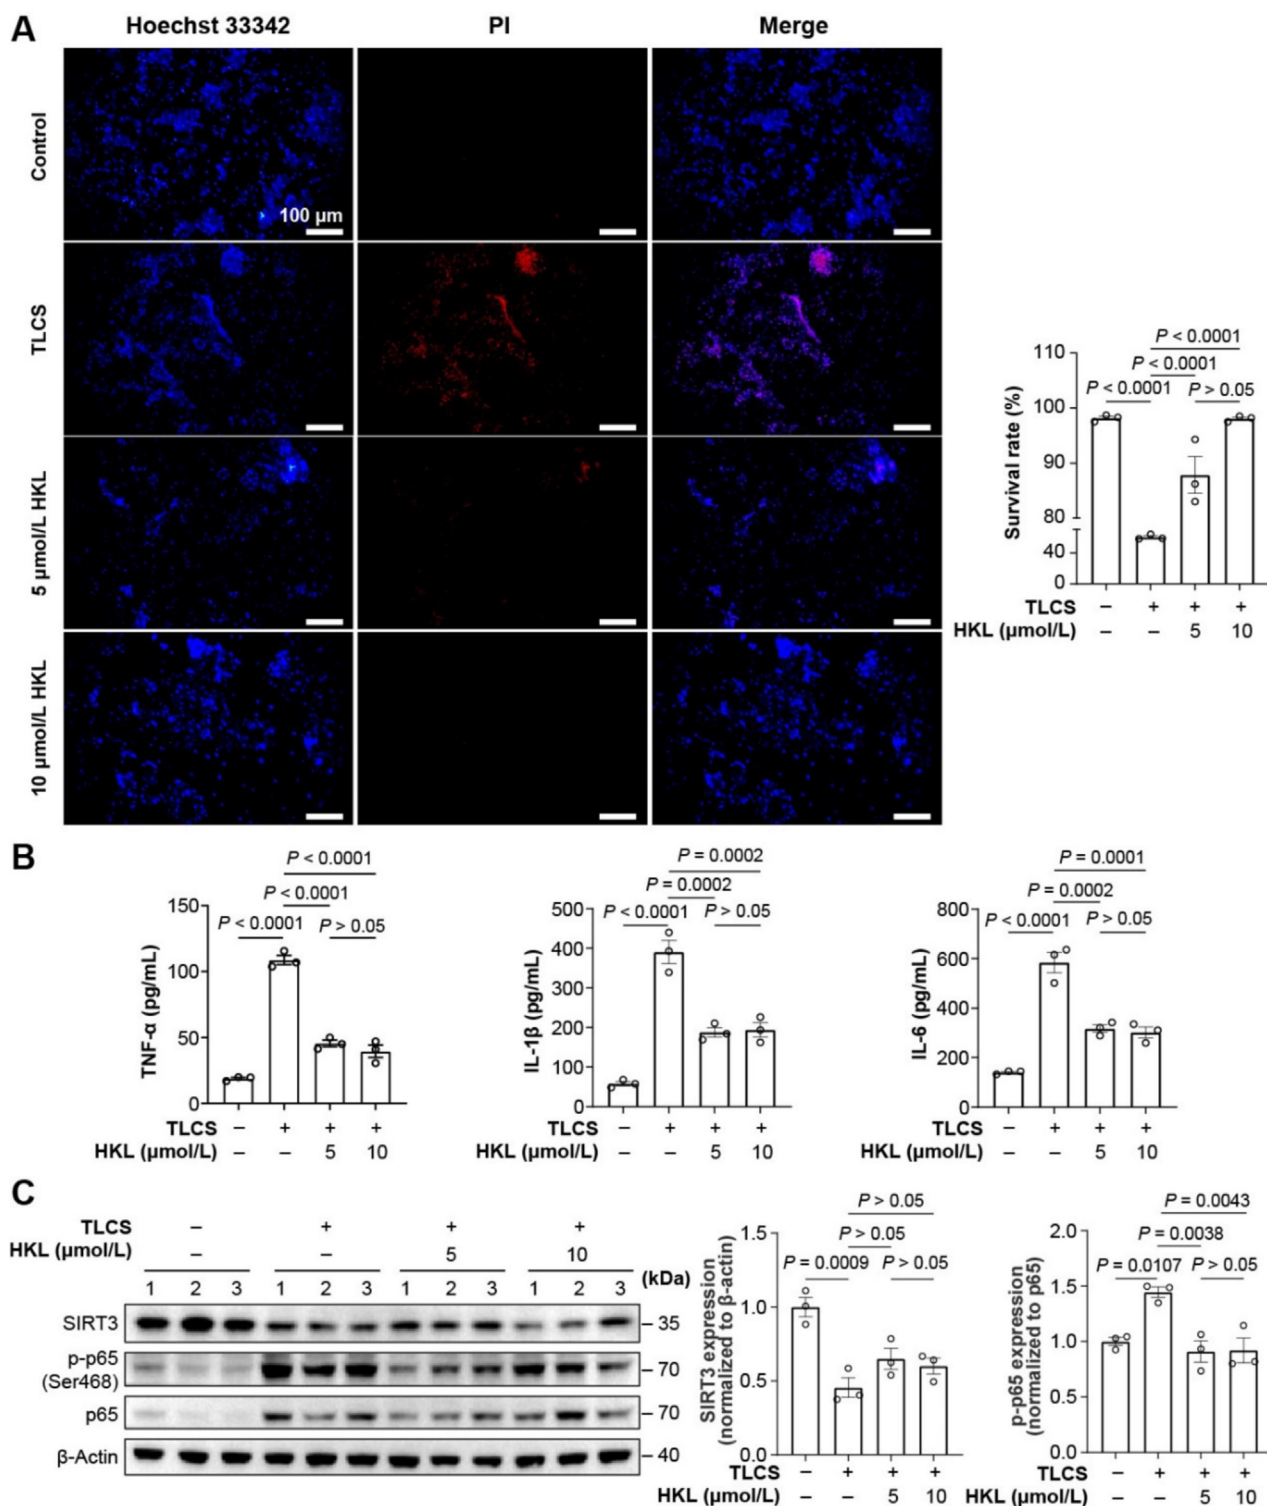 A
Hoechst 33342 PI Merge
Control
100 µm
TLCS
5 µmol/L HKL
10 µmol/L HKL
P < 0.0001
P < 0.0001
P < 0.0001 P > 0.05
Survival rate (%)
110
100
90
80
40
0
TLCS − + + +
HKL (µmol/L) − − 5 10
B
P < 0.0001
P < 0.0001
P < 0.0001 P > 0.05
TNF-α (pg/mL)
150
100
50
0
TLCS − + + +
HKL (µmol/L) − − 5 10
P = 0.0002
P = 0.0002
P < 0.0001 P > 0.05
IL-1β (pg/mL)
500
400
300
200
100
0
TLCS − + + +
HKL (µmol/L) − − 5 10
P = 0.0001
P = 0.0002
P < 0.0001 P > 0.05
IL-6 (pg/mL)
800
600
400
200
0
TLCS − + + +
HKL (µmol/L) − − 5 10
C
TLCS − + + +
HKL (µmol/L) − − 5 10
1 2 3 1 2 3 1 2 3 1 2 3 (kDa)
SIRT3 – 35
p-p65
(Ser468) – 70
p65 – 70
β-Actin – 40
P > 0.05
P > 0.05
P = 0.0009 P > 0.05
SIRT3 expression
(normalized to β-actin)
1.5
1.0
0.5
0.0
TLCS − + + +
HKL (µmol/L) − − 5 10
P = 0.0043
P = 0.0038
P = 0.0107 P > 0.05
p-p65 expression
(normalized to p65)
2.0
1.5
1.0
0.5
0.0
TLCS − + + +
HKL (µmol/L) − − 5 10